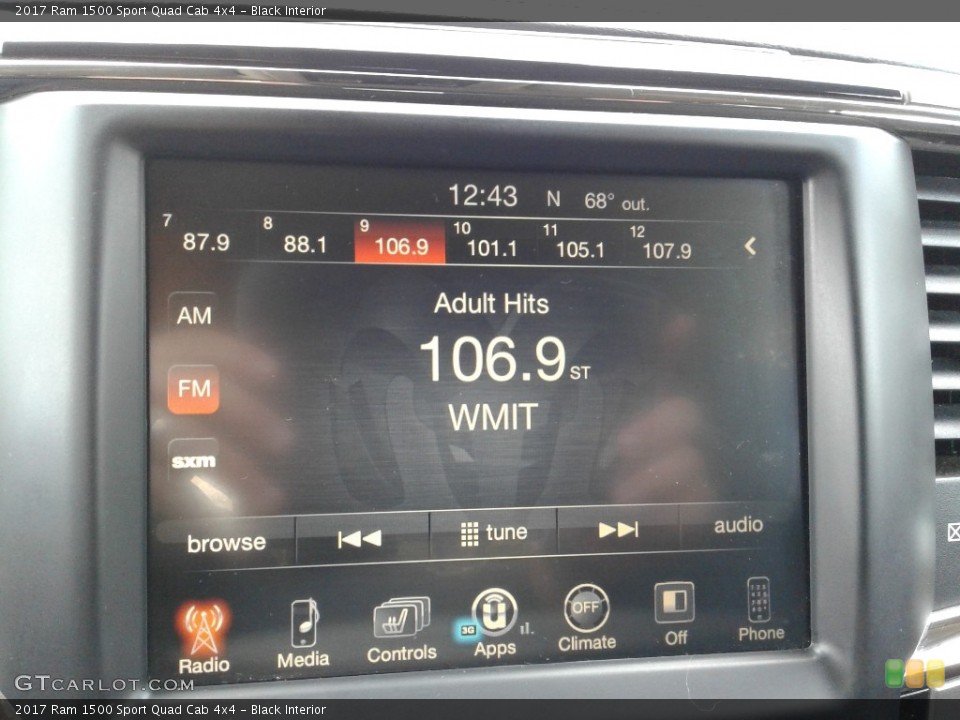 2017 Ram 1500 Sport Quad Cab 4x4 - Black Interior
12:43 N 68° out.
7 87.9 8 88.1 9 106.9 10 101.1 11 105.1 12 107.9
Adult Hits
AM
106.9 ST
FM
WMIT
sxm
browse tune audio
OFF
3G
Radio Media Controls Apps Climate Off Phone
GTCARLOT.COM
2017 Ram 1500 Sport Quad Cab 4x4 - Black Interior